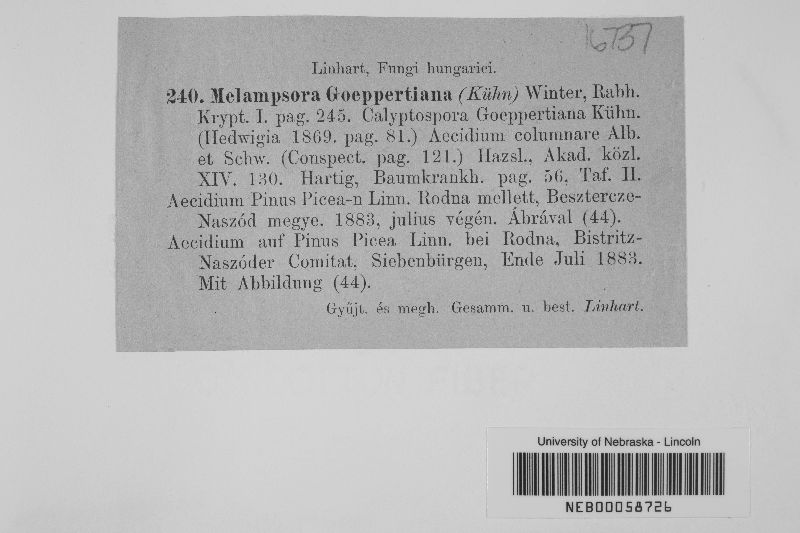 16737
Linhart, Fungi hungarici.
240. Melampsora Goeppertiana (Kühn) Winter, Rabh.
Krypt. I. pag. 245. Calyptospora Goeppertiana Kühn.
(Hedwigia 1869. pag. 81.) Aecidium columnare Alb.
et Schw. (Conspect. pag. 121.) Hazsl., Akad. közl.
XIV. 130. Hartig, Baumkrankh. pag. 56, Taf. II.
Aecidium Pinus Picea-n Linn. Rodna mellett, Besztercze-
Naszód megye. 1883, julius végén. Ábrával (44).
Aecidium auf Pinus Picea Linn. bei Rodna, Bistritz-
Naszóder Comitat, Siebenbürgen, Ende Juli 1883.
Mit Abbildung (44).
Gyűjt. és megh. Gesamm. u. best. Linhart.
University of Nebraska - Lincoln
NEB00058726